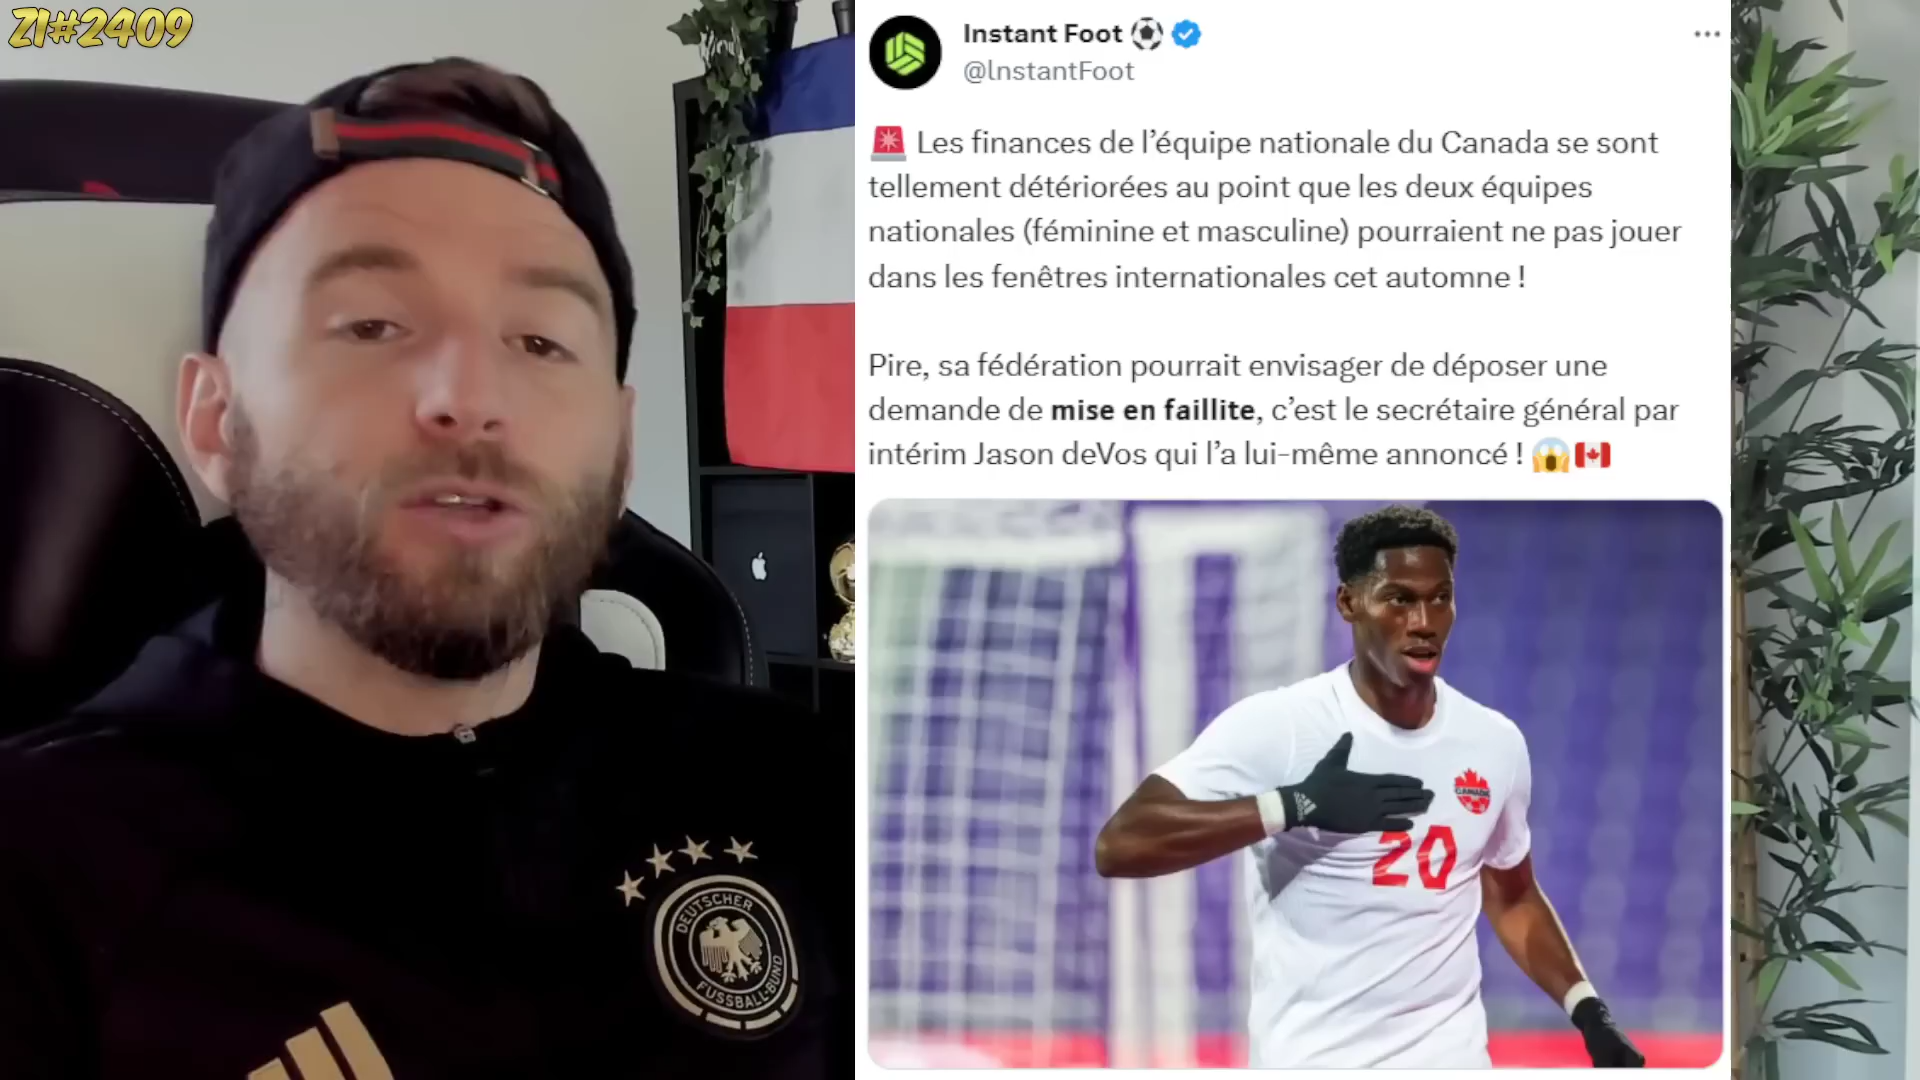 ZI#2409
Instant Foot
@lnstantFoot
Les finances de l’équipe nationale du Canada se sont
tellement détériorées au point que les deux équipes
nationales (féminine et masculine) pourraient ne pas jouer
dans les fenêtres internationales cet automne !
Pire, sa fédération pourrait envisager de déposer une
demande de mise en faillite, c’est le secrétaire général par
intérim Jason deVos qui l’a lui-même annoncé !
CANADA
20
adidas
DEUTSCHER
FUSSBALL-BUND